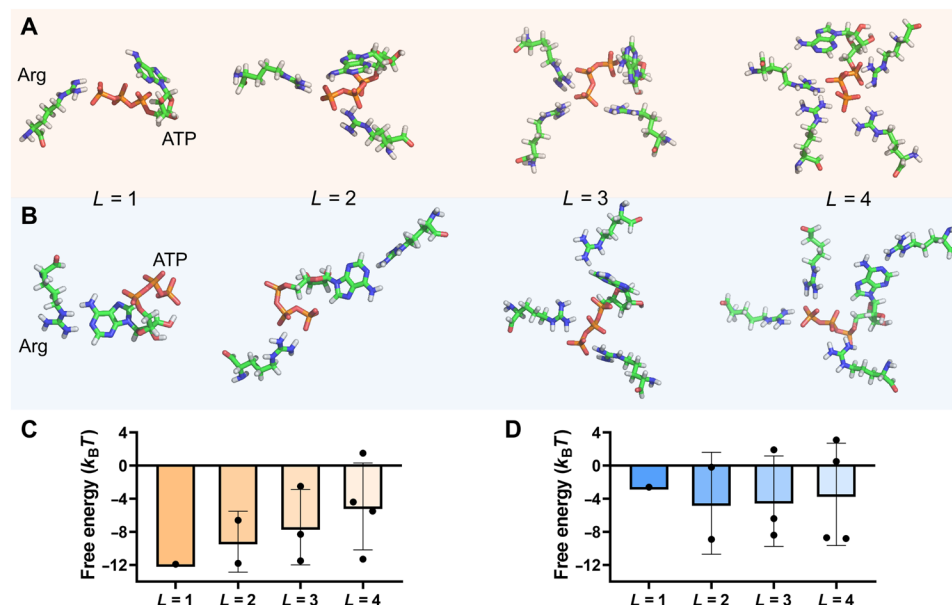 A
Arg
ATP
L = 1
L = 2
L = 3
L = 4
B
ATP
Arg
C
Free energy (kBT)
4
0
−4
−8
−12
L = 1
L = 2
L = 3
L = 4
D
Free energy (kBT)
4
0
−4
−8
−12
L = 1
L = 2
L = 3
L = 4